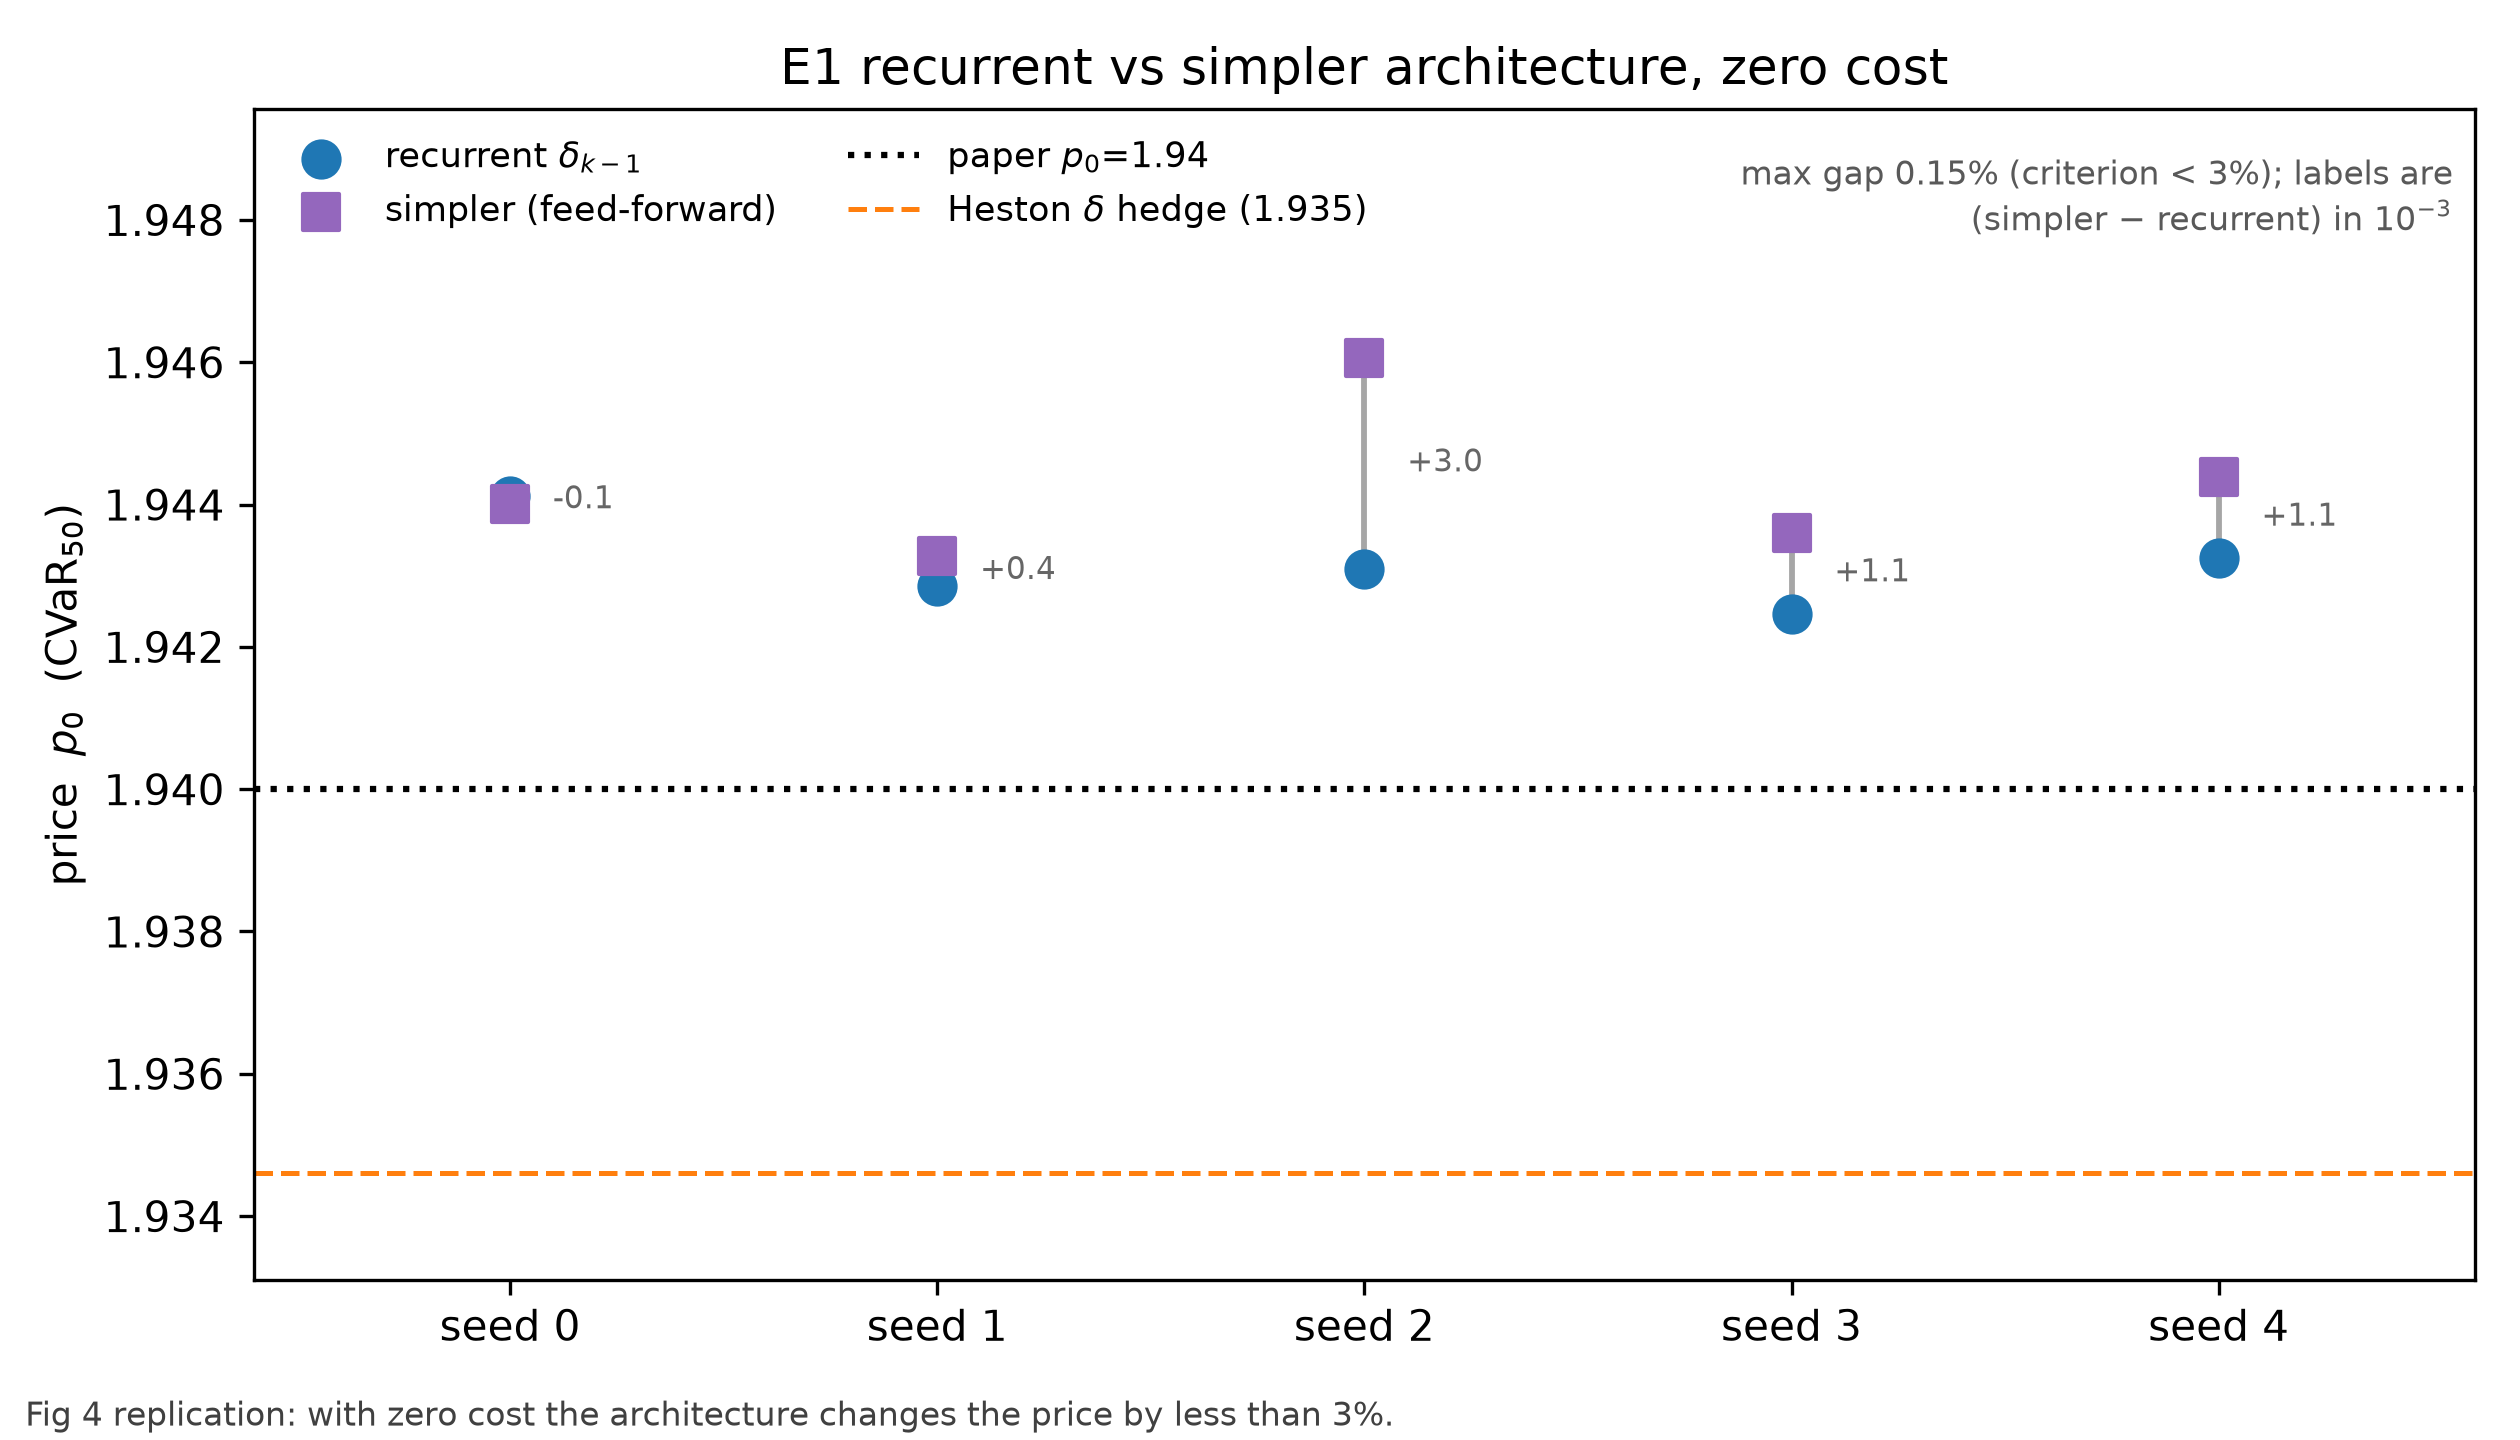 E1 recurrent vs simpler architecture, zero cost
recurrent δₖ₋₁
simpler (feed-forward)
paper p₀=1.94
Heston δ hedge (1.935)
max gap 0.15% (criterion < 3%); labels are
(simpler − recurrent) in 10⁻³
price p₀ (CVaR₅₀)
1.948
1.946
1.944
1.942
1.940
1.938
1.936
1.934
-0.1
+0.4
+3.0
+1.1
+1.1
seed 0
seed 1
seed 2
seed 3
seed 4
Fig 4 replication: with zero cost the architecture changes the price by less than 3%.